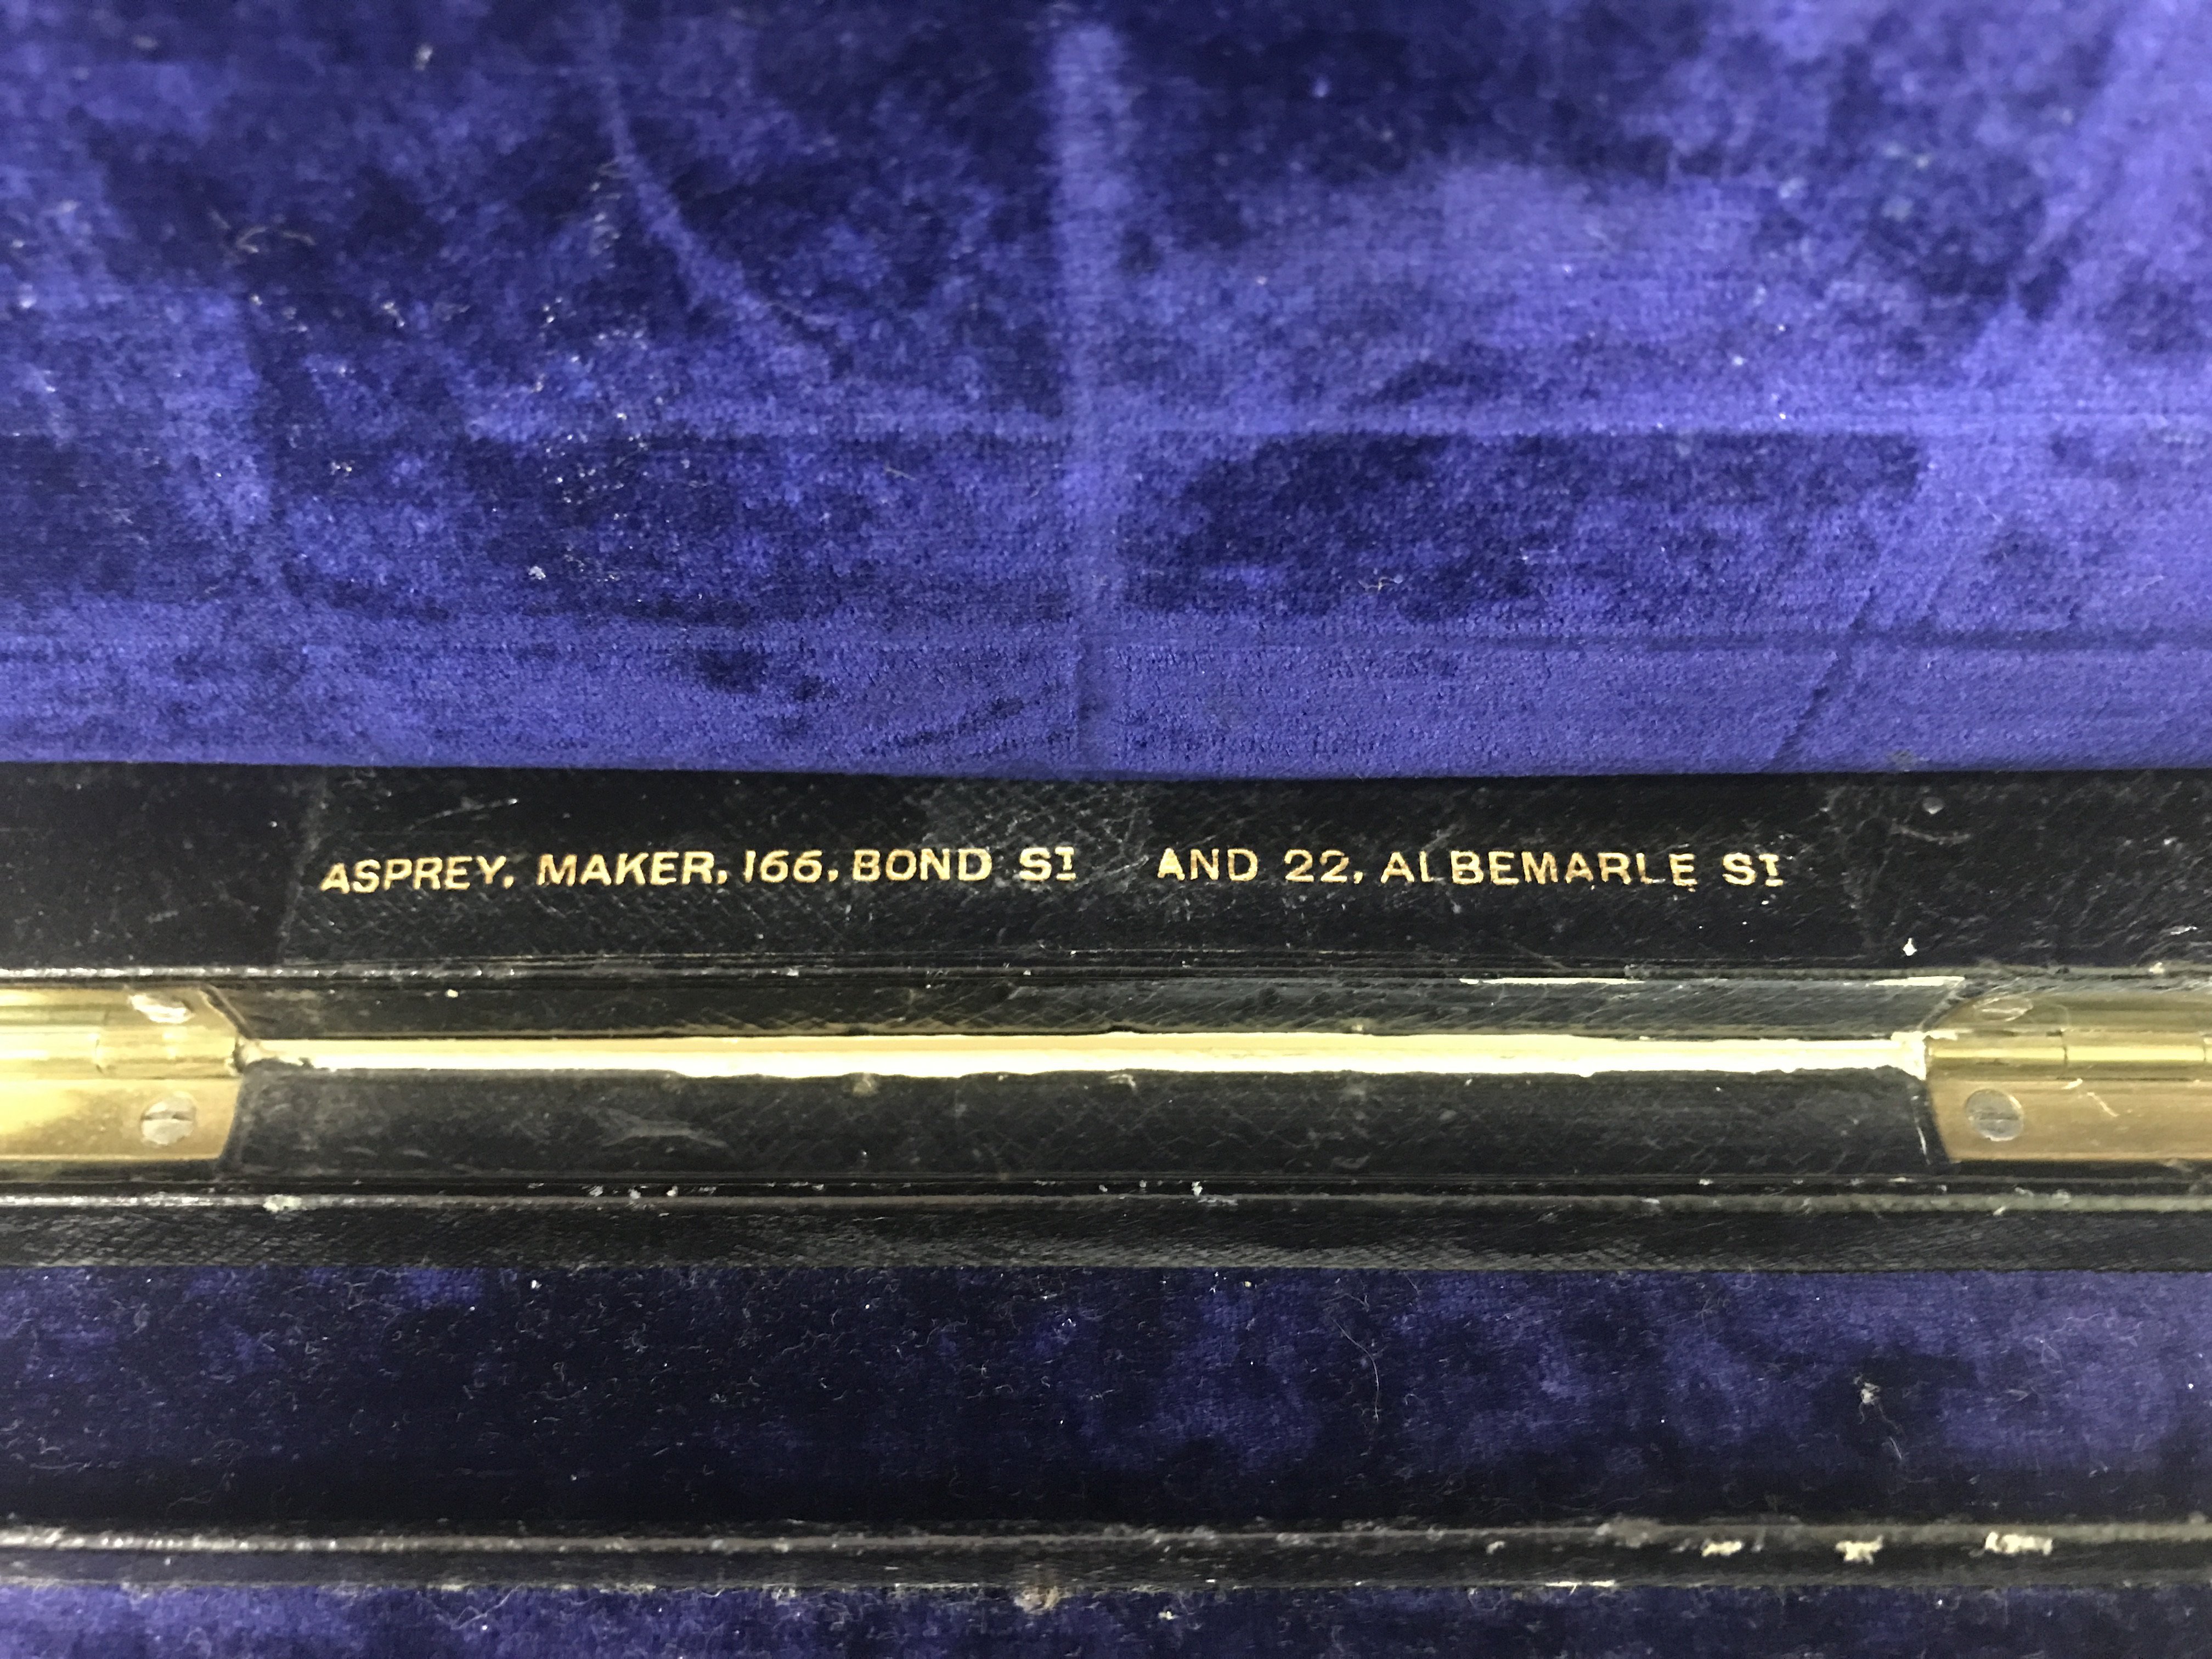 ASPREY, MAKER, 166, BOND ST AND 22, ALBEMARLE ST